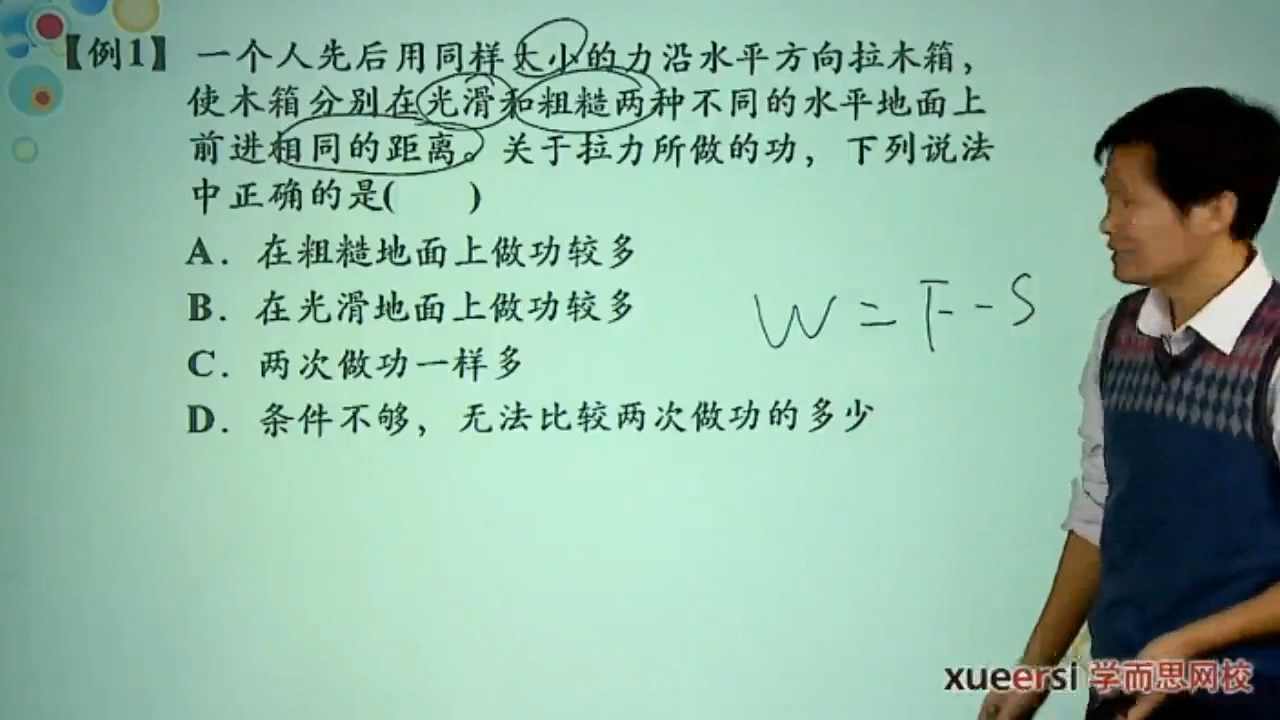 【例1】 一个人先后用同样大小的力沿水平方向拉木箱，
使木箱分别在光滑和粗糙两种不同的水平地面上
前进相同的距离。关于拉力所做的功，下列说法
中正确的是(　　)
A．在粗糙地面上做功较多
B．在光滑地面上做功较多
W = F - S
C．两次做功一样多
D．条件不够，无法比较两次做功的多少
xueersi 学而思网校